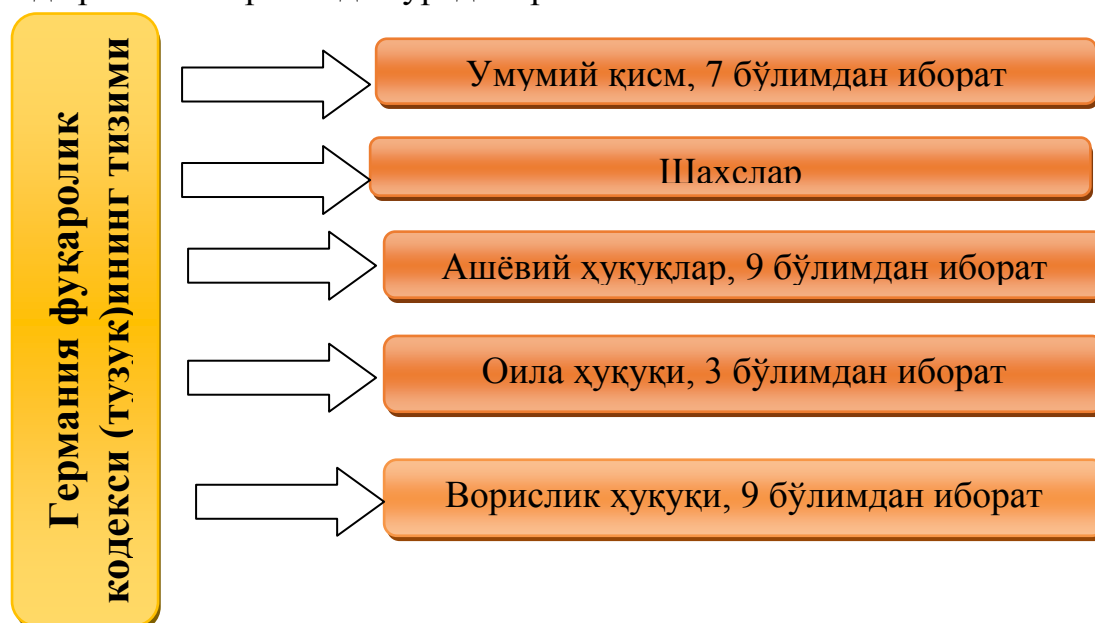 Германия фуқаролик
кодекси (тузук)ининг тизими
Умумий қисм, 7 бўлимдан иборат
Шахслар
Ашёвий ҳуқуқлар, 9 бўлимдан иборат
Оила ҳуқуқи, 3 бўлимдан иборат
Ворислик ҳуқуқи, 9 бўлимдан иборат